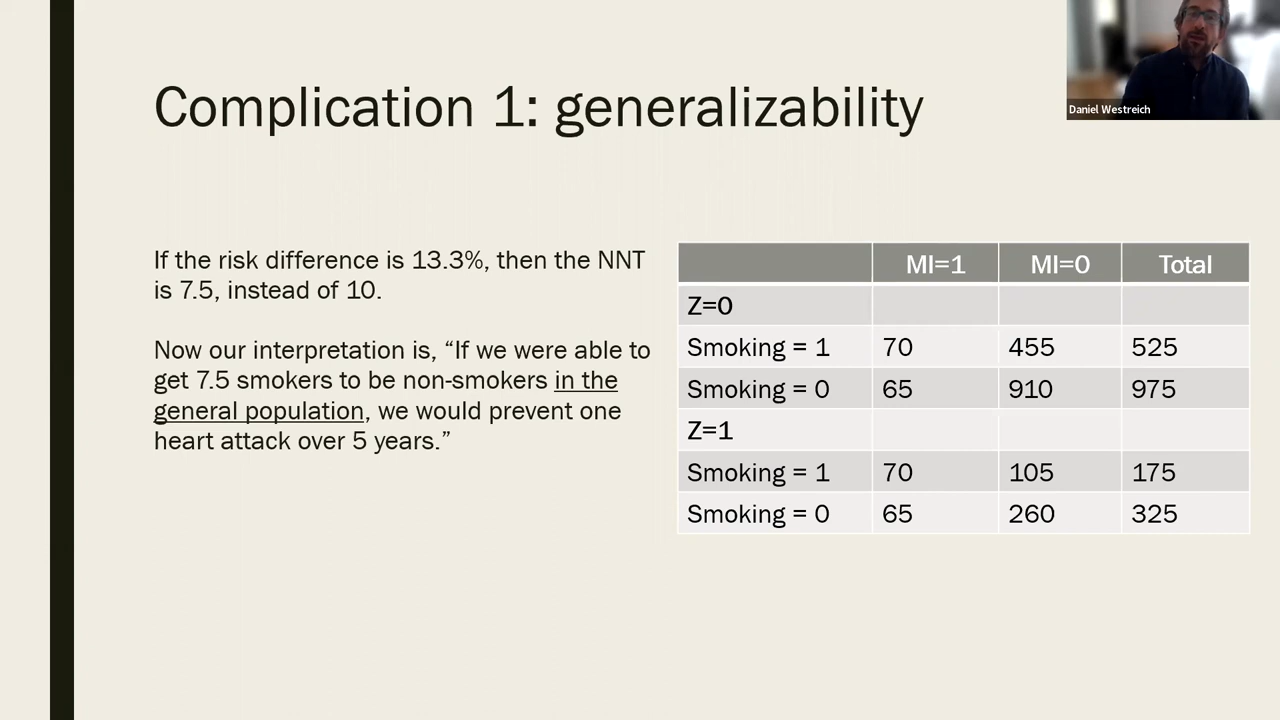 Complication 1: generalizability
Daniel Westreich
If the risk difference is 13.3%, then the NNT
is 7.5, instead of 10.
Now our interpretation is, “If we were able to
get 7.5 smokers to be non-smokers in the
general population, we would prevent one
heart attack over 5 years.”
MI=1 MI=0 Total
Z=0
Smoking = 1 70 455 525
Smoking = 0 65 910 975
Z=1
Smoking = 1 70 105 175
Smoking = 0 65 260 325